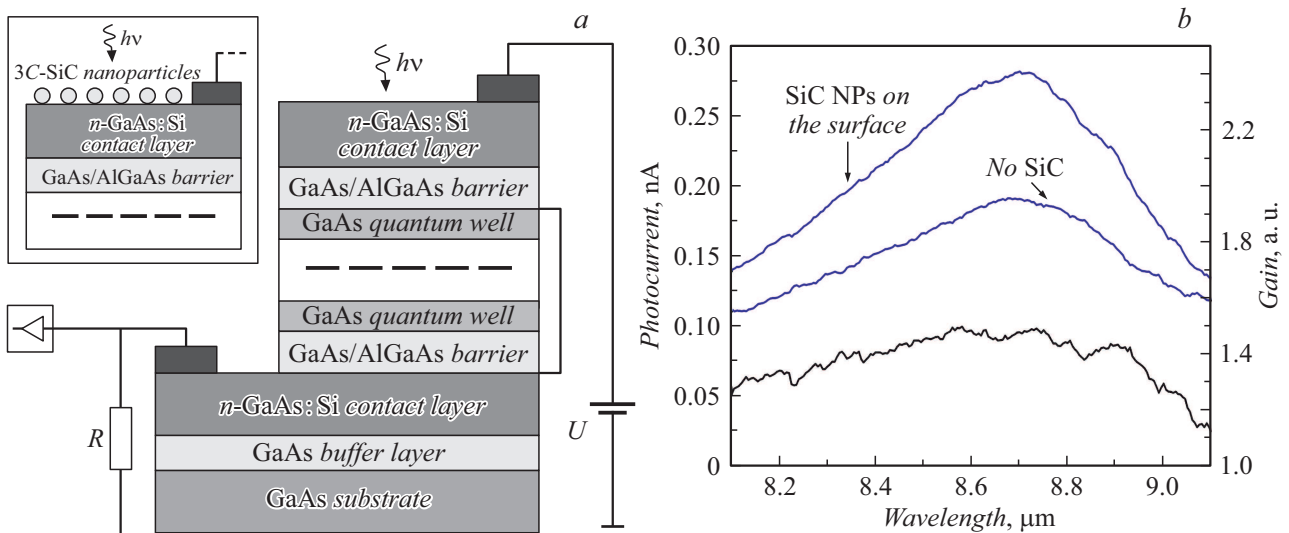 a
hν
3C-SiC nanoparticles
n-GaAs:Si
contact layer
GaAs/AlGaAs barrier
hν
n-GaAs:Si
contact layer
GaAs/AlGaAs barrier
GaAs quantum well
GaAs quantum well
GaAs/AlGaAs barrier
n-GaAs:Si contact layer
GaAs buffer layer
GaAs substrate
R
U
b
Photocurrent, nA
0.30
0.25
0.20
0.15
0.10
0.05
0
SiC NPs on
the surface
No SiC
2.2
1.8
1.4
1.0
Gain, a. u.
8.2 8.4 8.6 8.8 9.0
Wavelength, μm